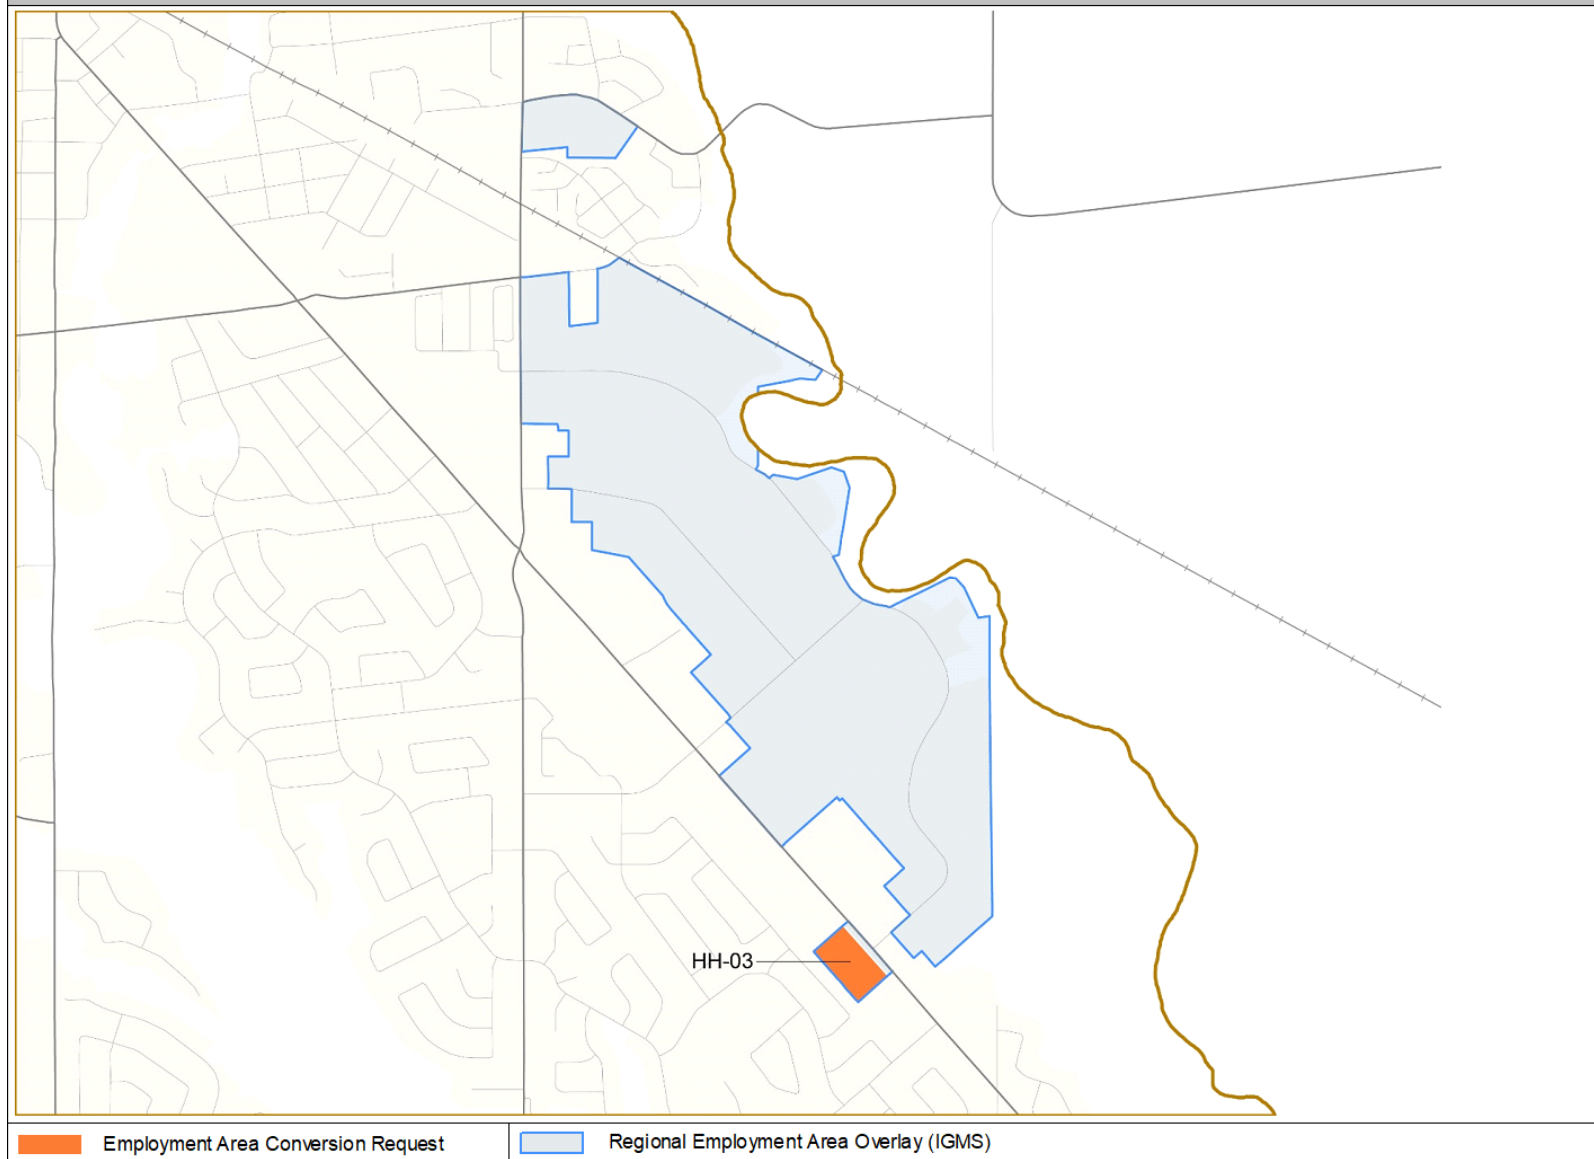 HH-03
Employment Area Conversion Request
Regional Employment Area Overlay (IGMS)